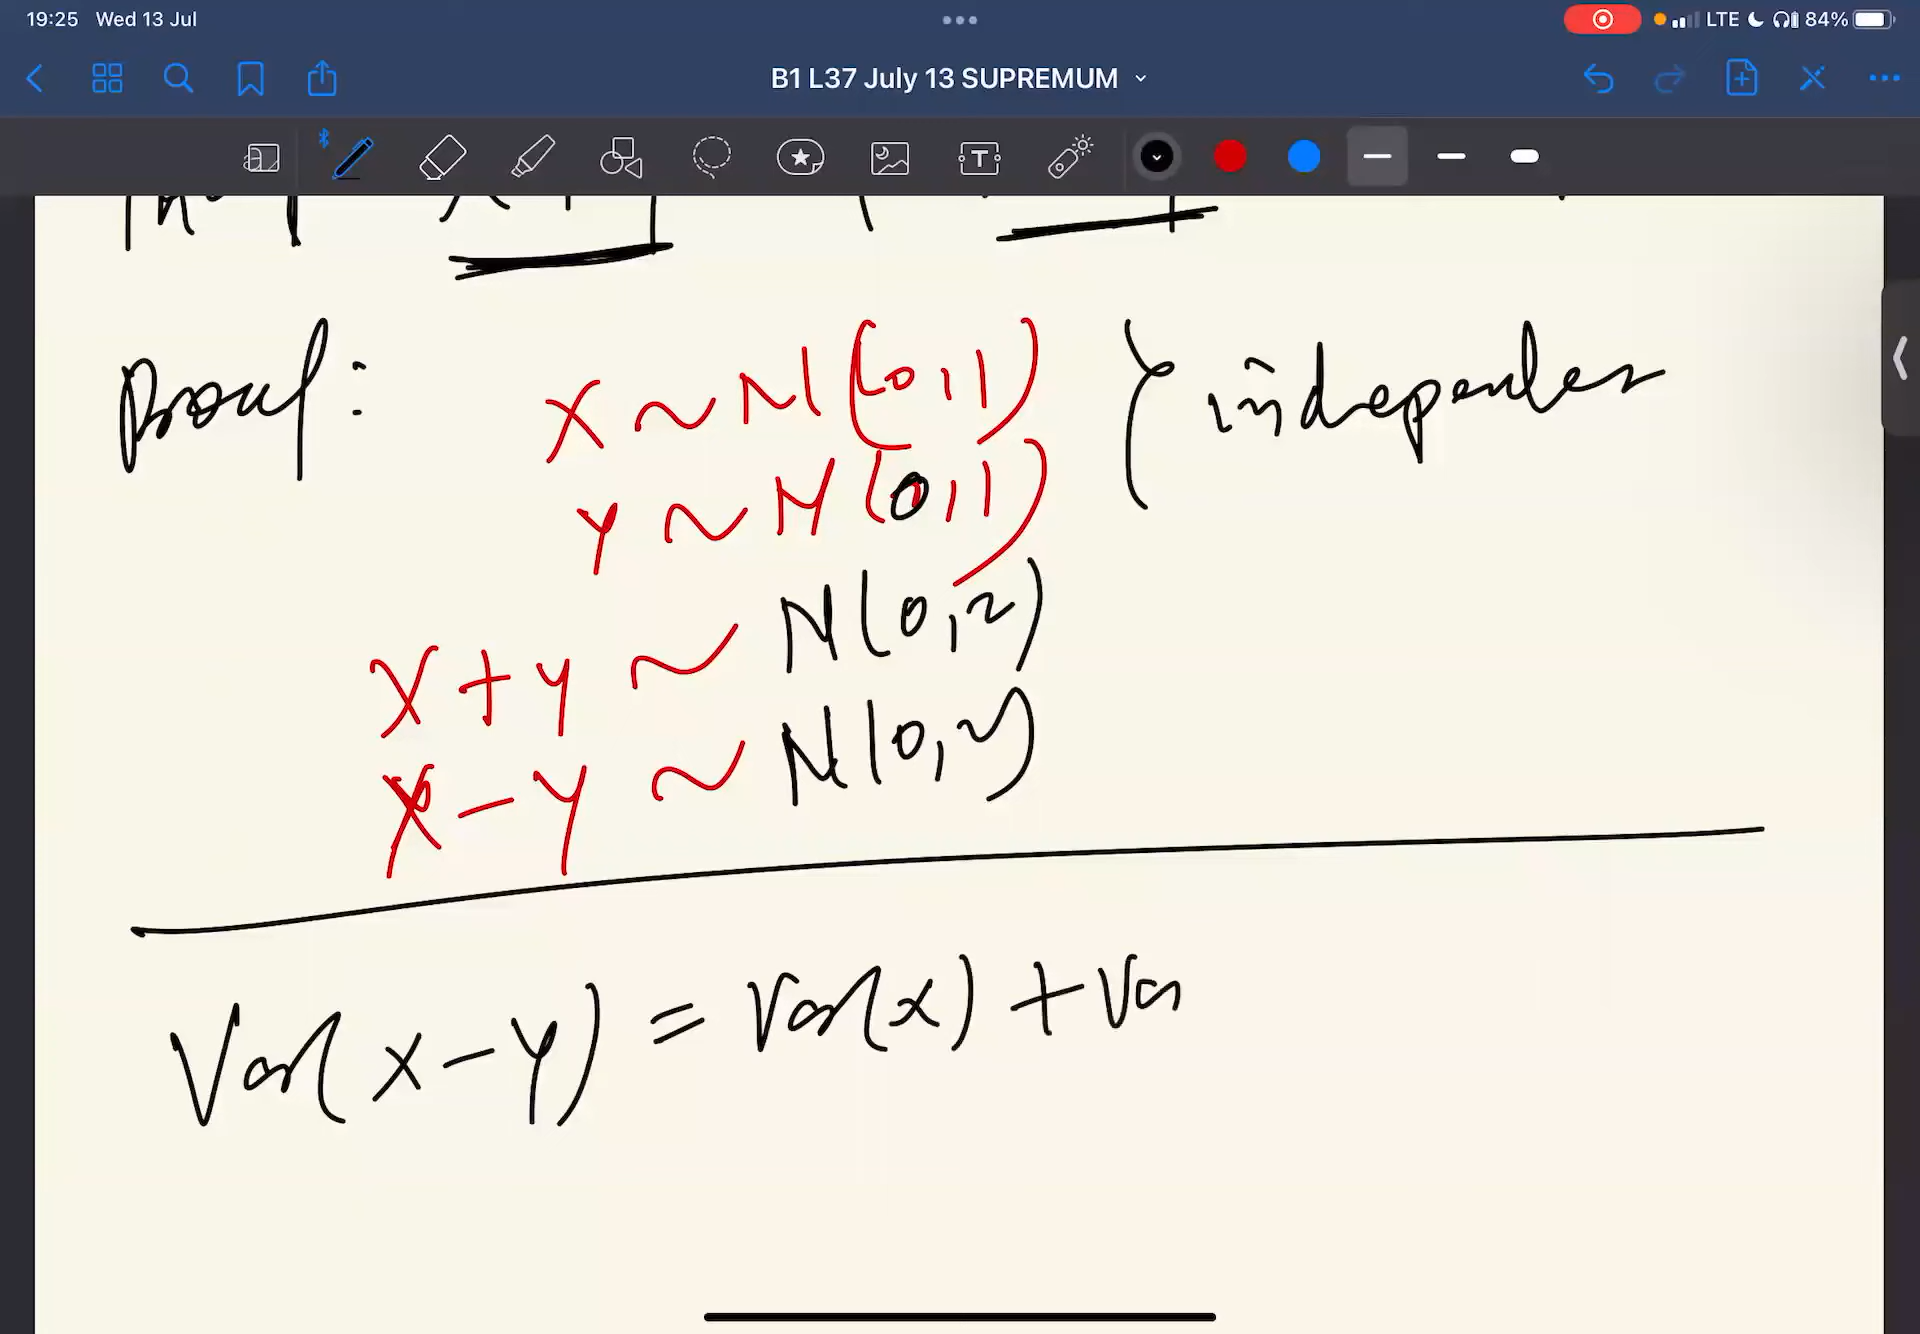 19:25 Wed 13 Jul
LTE 84%
B1 L37 July 13 SUPREMUM
Proof:
X ~ N(0,1)
Y ~ N(0,1)
} independen
X+Y ~ N(0,2)
X-Y ~ N(0,2)
Var(X-Y) = Var(X) + Var